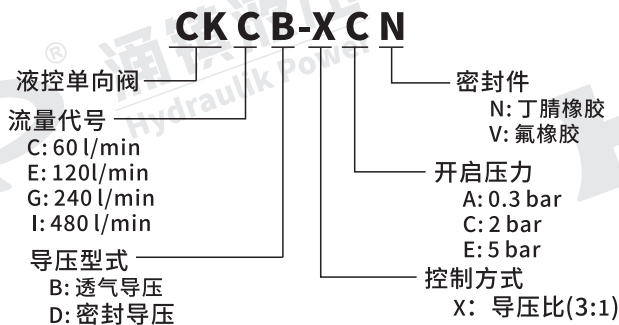 CKCB-XCN
液控单向阀
流量代号
C: 60 l/min
E: 120l/min
G: 240 l/min
I: 480 l/min
导压型式
B: 透气导压
D: 密封导压
密封件
N: 丁腈橡胶
V: 氟橡胶
开启压力
A: 0.3 bar
C: 2 bar
E: 5 bar
控制方式
X: 导压比(3:1)
®
Hydraulik Power